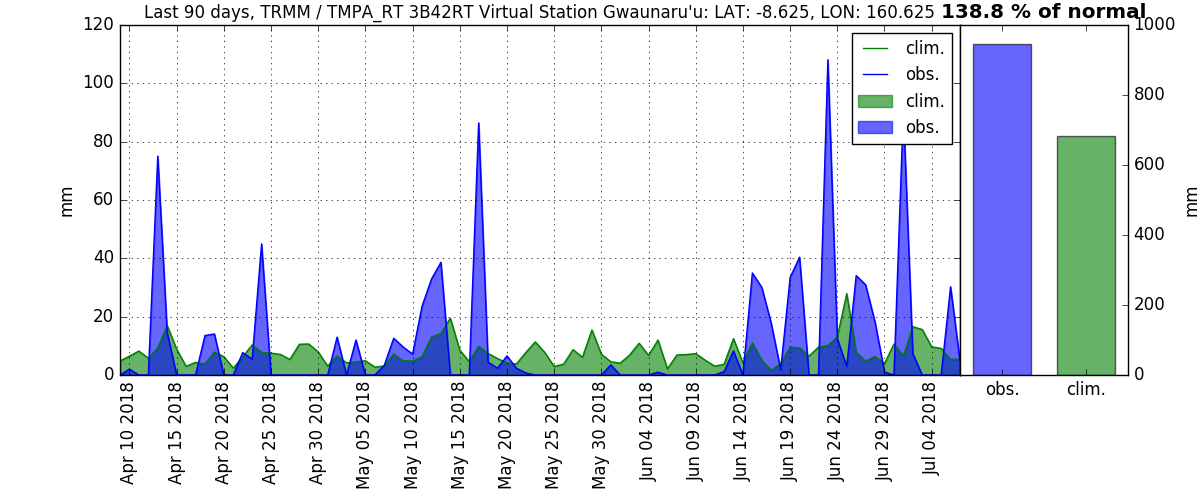 Last 90 days, TRMM / TMPA_RT 3B42RT Virtual Station Gwaunaru'u: LAT: -8.625, LON: 160.625 138.8 % of normal
120
100
80
60
40
20
0
mm
clim.
obs.
clim.
obs.
1000
800
600
400
200
0
mm
obs.
clim.
Apr 10 2018
Apr 15 2018
Apr 20 2018
Apr 25 2018
Apr 30 2018
May 05 2018
May 10 2018
May 15 2018
May 20 2018
May 25 2018
May 30 2018
Jun 04 2018
Jun 09 2018
Jun 14 2018
Jun 19 2018
Jun 24 2018
Jun 29 2018
Jul 04 2018